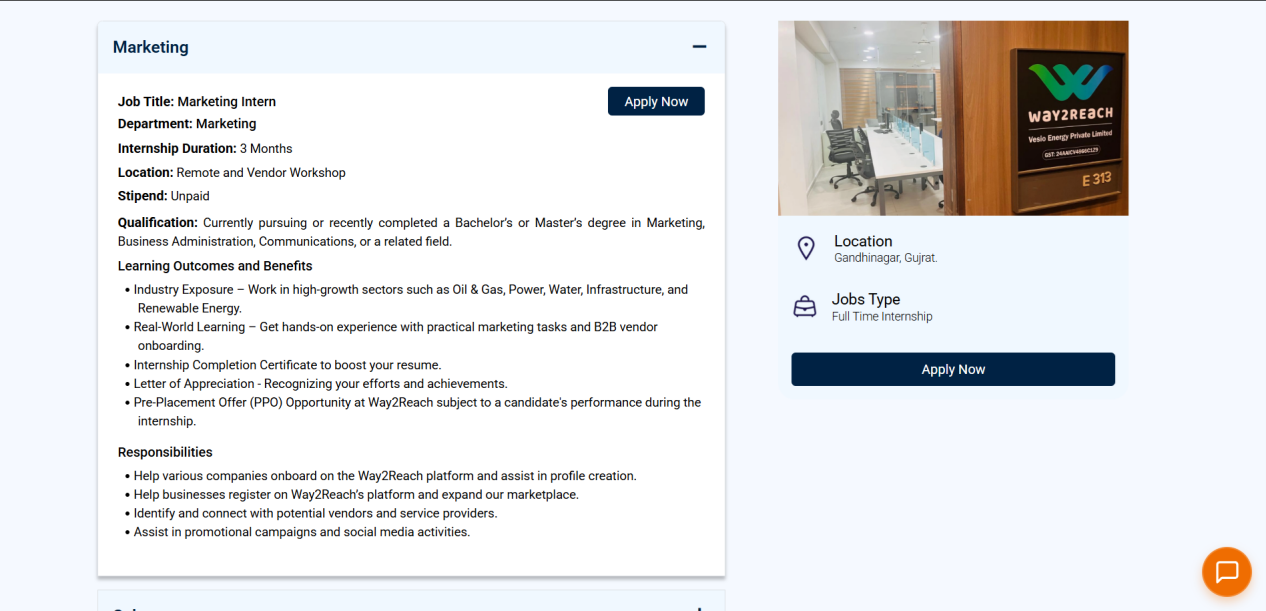 Marketing
Job Title: Marketing Intern
Apply Now
Department: Marketing
Internship Duration: 3 Months
Location: Remote and Vendor Workshop
Stipend: Unpaid
Qualification: Currently pursuing or recently completed a Bachelor's or Master's degree in Marketing,
Business Administration, Communications, or a related field.
Learning Outcomes and Benefits
• Industry Exposure – Work in high-growth sectors such as Oil & Gas, Power, Water, Infrastructure, and
Renewable Energy.
• Real-World Learning – Get hands-on experience with practical marketing tasks and B2B vendor
onboarding.
• Internship Completion Certificate to boost your resume.
• Letter of Appreciation - Recognizing your efforts and achievements.
• Pre-Placement Offer (PPO) Opportunity at Way2Reach subject to a candidate's performance during the
internship.
Responsibilities
• Help various companies onboard on the Way2Reach platform and assist in profile creation.
• Help businesses register on Way2Reach's platform and expand our marketplace.
• Identify and connect with potential vendors and service providers.
• Assist in promotional campaigns and social media activities.
WAY2REACH
Vesio Energy Private Limited
GST:
E 313
Location
Gandhinagar, Gujrat.
Jobs Type
Full Time Internship
Apply Now